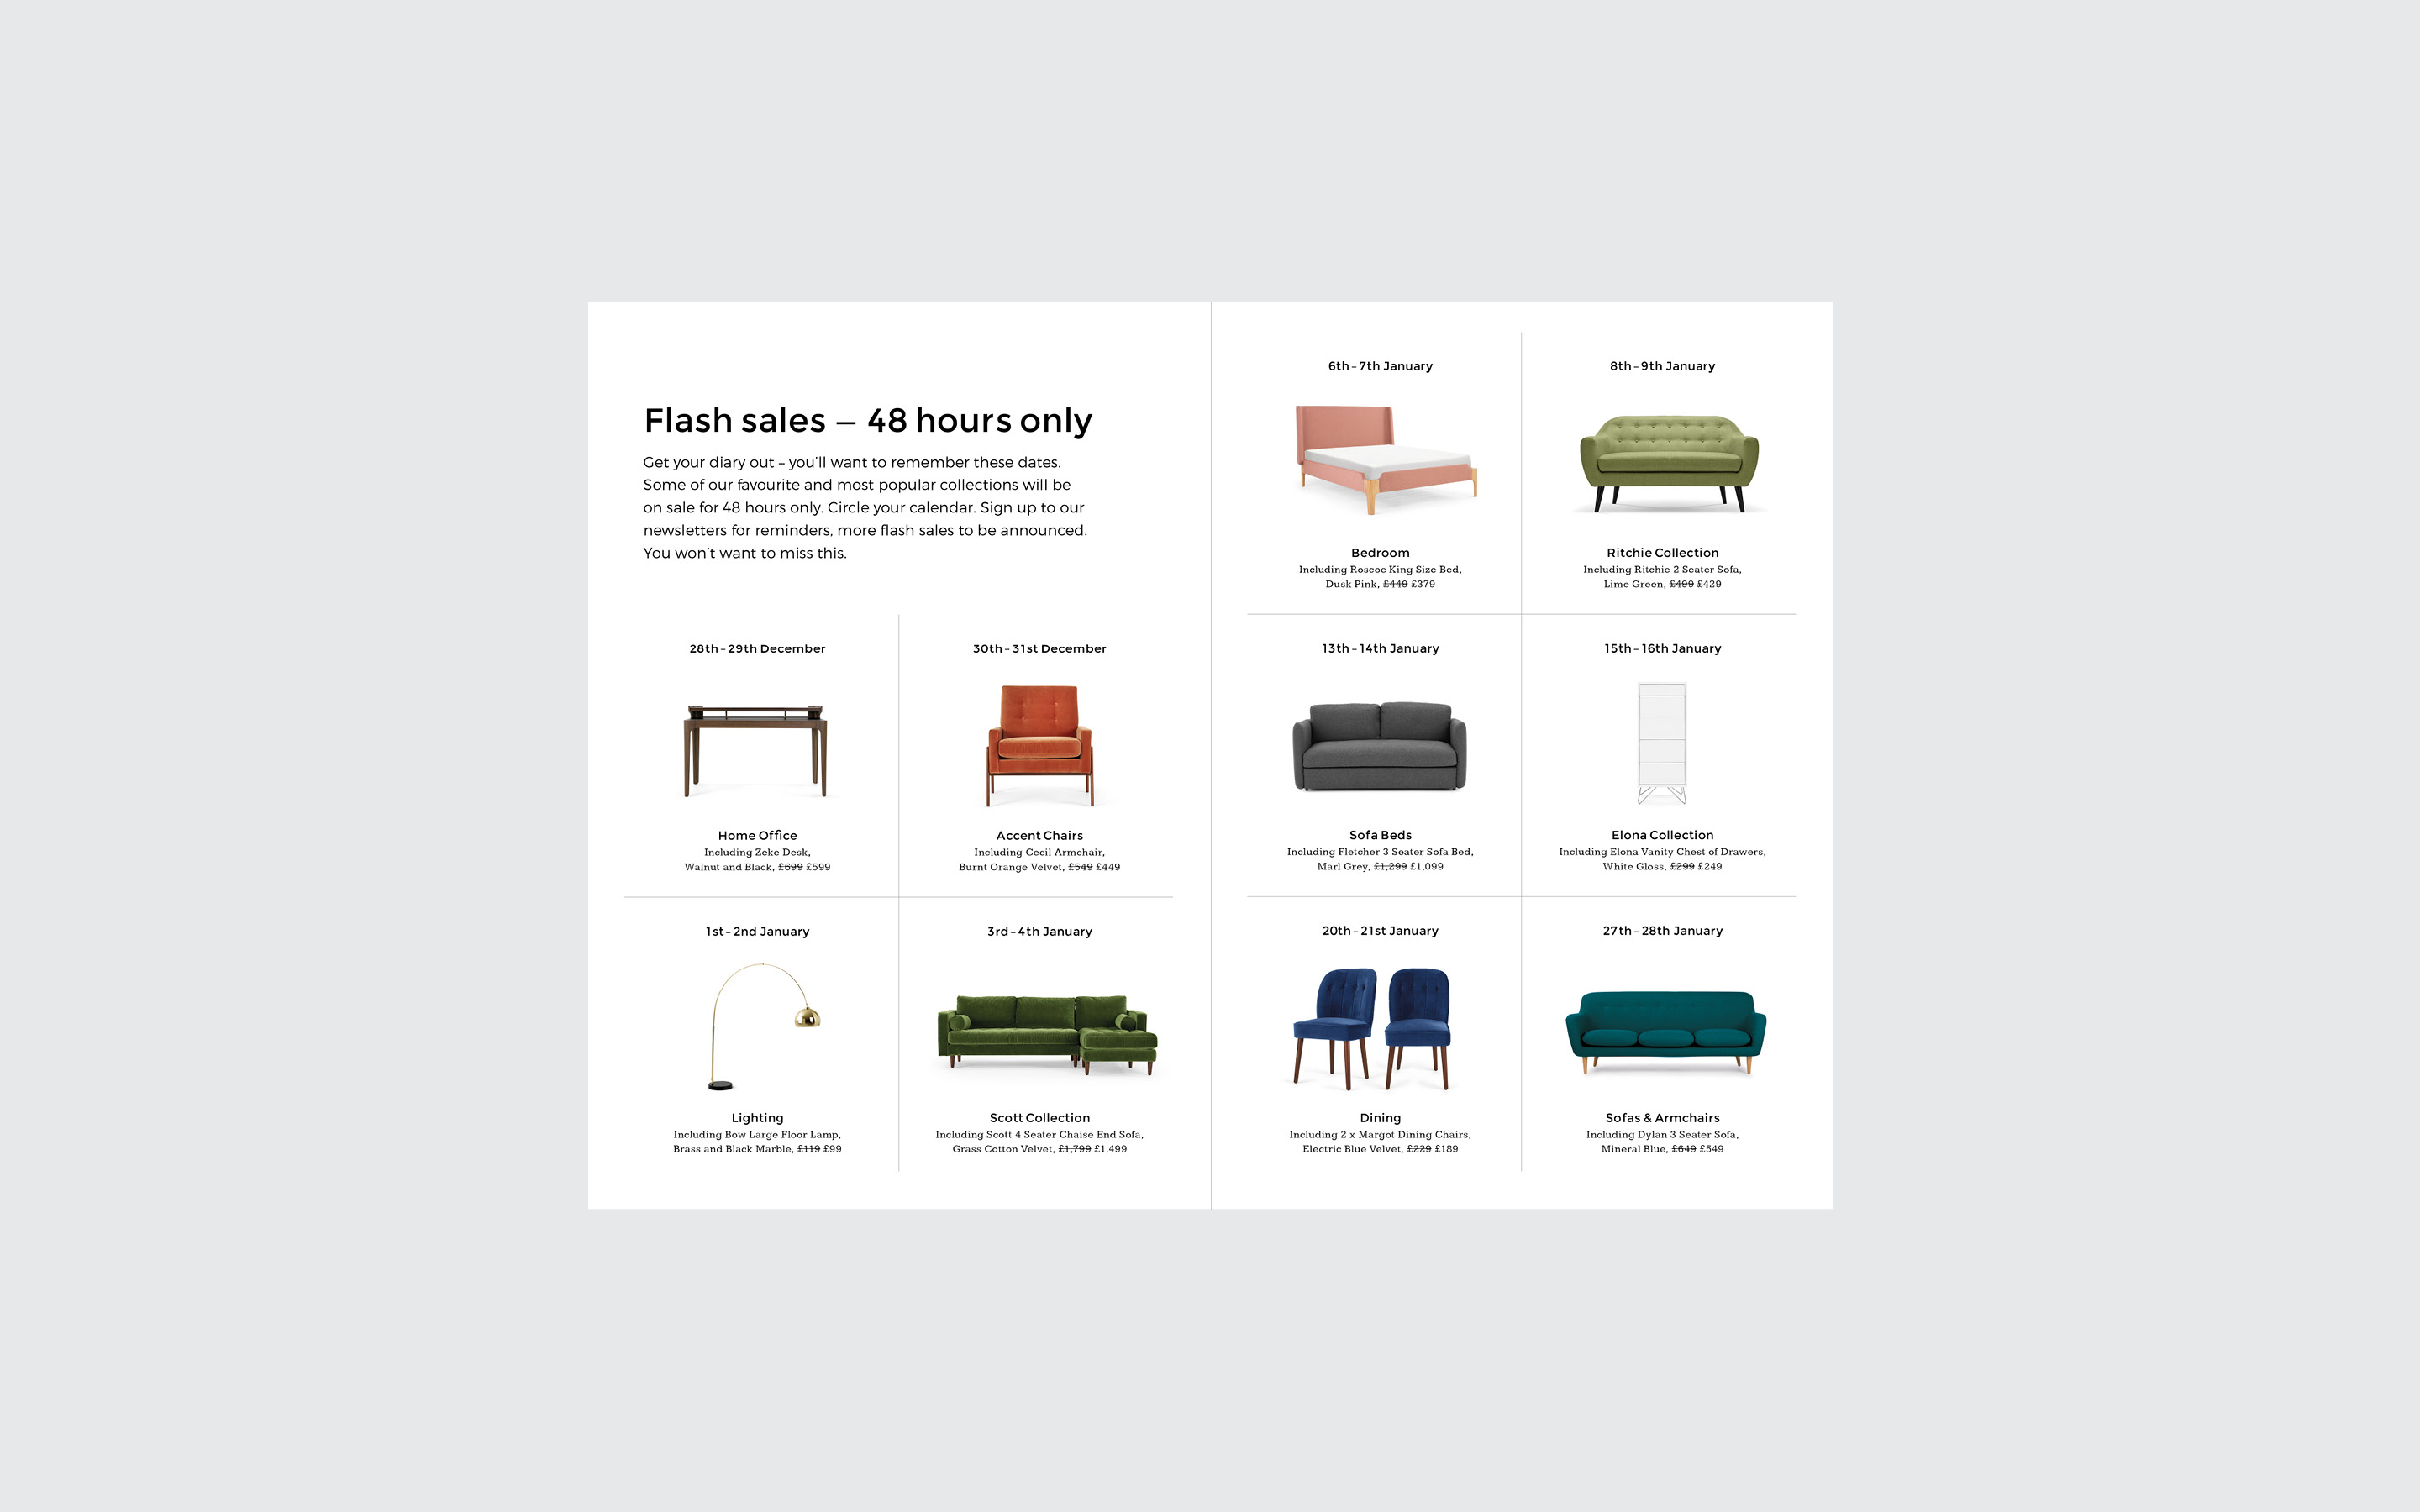 Flash sales — 48 hours only
Get your diary out – you’ll want to remember these dates.
Some of our favourite and most popular collections will be
on sale for 48 hours only. Circle your calendar. Sign up to our
newsletters for reminders, more flash sales to be announced.
You won’t want to miss this.
28th – 29th December
Home Office
Including Zeke Desk,
Walnut and Black, £699 £599
30th – 31st December
Accent Chairs
Including Cecil Armchair,
Burnt Orange Velvet, £549 £449
1st – 2nd January
Lighting
Including Bow Large Floor Lamp,
Brass and Black Marble, £119 £99
3rd – 4th January
Scott Collection
Including Scott 4 Seater Chaise End Sofa,
Grass Cotton Velvet, £1,799 £1,499
6th – 7th January
Bedroom
Including Roscoe King Size Bed,
Dusk Pink, £449 £379
8th – 9th January
Ritchie Collection
Including Ritchie 2 Seater Sofa,
Lime Green, £499 £429
13th – 14th January
Sofa Beds
Including Fletcher 3 Seater Sofa Bed,
Marl Grey, £1,299 £1,099
15th – 16th January
Elona Collection
Including Elona Vanity Chest of Drawers,
White Gloss, £299 £249
20th – 21st January
Dining
Including 2 x Margot Dining Chairs,
Electric Blue Velvet, £229 £189
27th – 28th January
Sofas & Armchairs
Including Dylan 3 Seater Sofa,
Mineral Blue, £649 £549